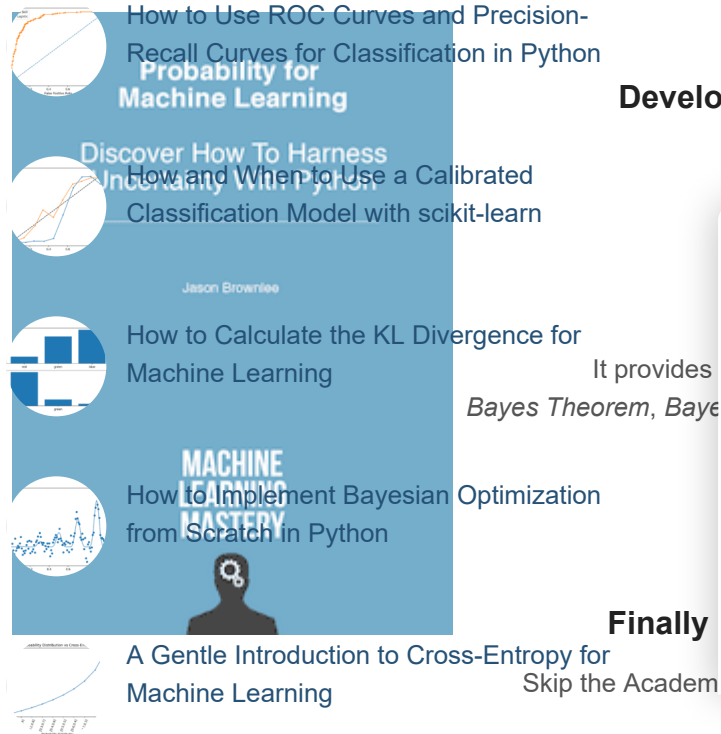 How to Use ROC Curves and Precision-
Recall Curves for Classification in Python
Probability for
Machine Learning
Develo
Discover How To Harness
Uncertainty With Python
How and When to Use a Calibrated
Classification Model with scikit-learn
Jason Brownlee
How to Calculate the KL Divergence for
Machine Learning
It provides
Bayes Theorem, Baye
MACHINE
LEARNING
MASTERY
How to Implement Bayesian Optimization
from Scratch in Python
Finally
A Gentle Introduction to Cross-Entropy for
Machine Learning
Skip the Academ